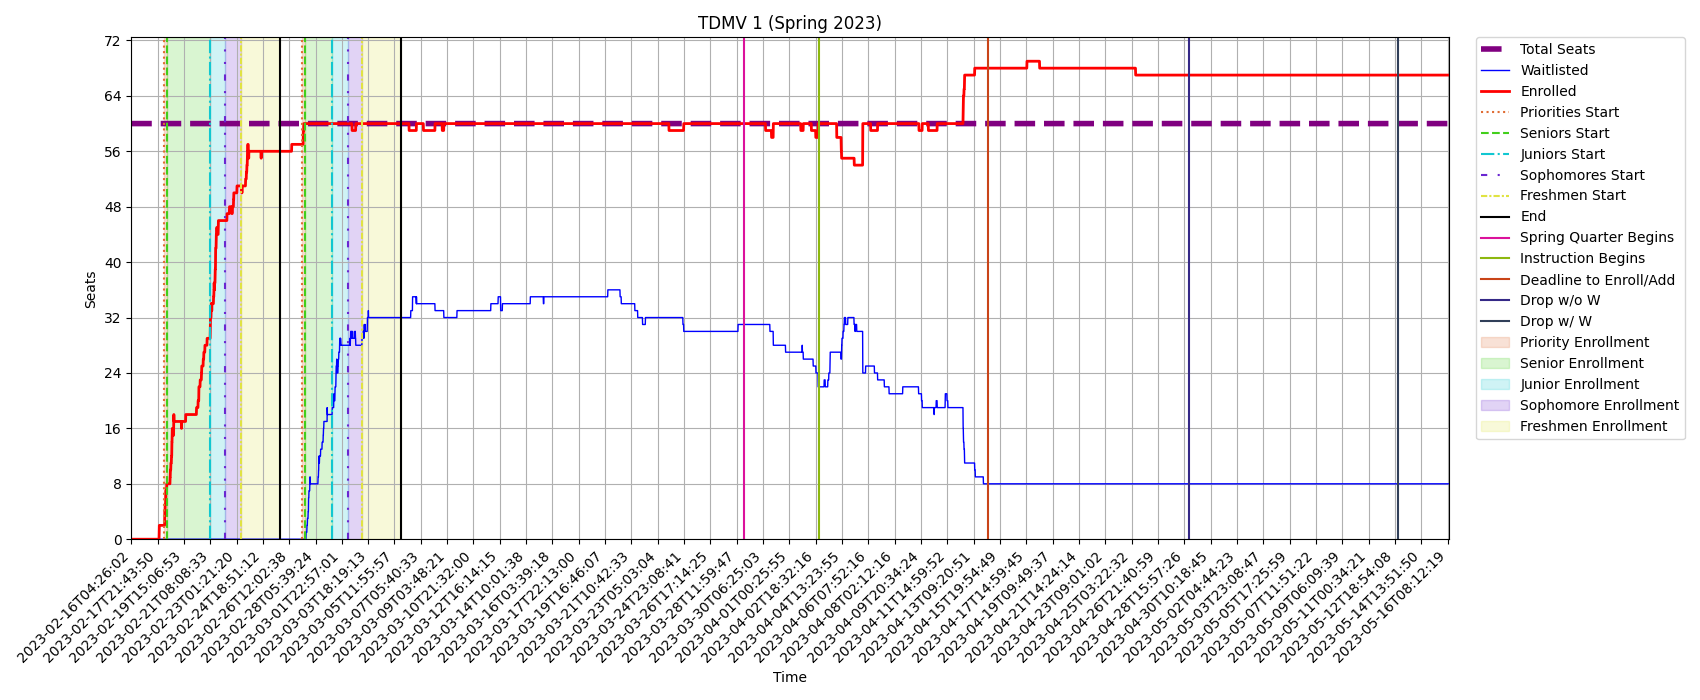 TDMV 1 (Spring 2023)
72
64
56
48
40
32
24
16
8
0
Seats
2023-02-16T04:26:02
2023-02-17T21:43:50
2023-02-19T15:06:53
2023-02-21T08:08:33
2023-02-23T01:21:20
2023-02-24T18:51:12
2023-02-26T12:02:38
2023-02-28T05:39:24
2023-03-01T22:57:01
2023-03-03T18:19:13
2023-03-05T11:55:57
2023-03-07T05:40:33
2023-03-09T03:48:21
2023-03-10T21:32:00
2023-03-12T16:14:15
2023-03-14T10:01:39
2023-03-16T03:39:18
2023-03-17T22:13:00
2023-03-19T16:46:07
2023-03-21T10:42:33
2023-03-23T05:03:04
2023-03-24T23:08:41
2023-03-26T17:14:25
2023-03-28T11:59:47
2023-03-30T06:25:03
2023-04-01T00:25:55
2023-04-02T18:32:16
2023-04-04T13:23:55
2023-04-06T07:52:16
2023-04-08T02:12:16
2023-04-09T20:34:24
2023-04-11T14:59:52
2023-04-13T09:20:51
2023-04-15T19:54:49
2023-04-17T14:59:45
2023-04-19T09:49:37
2023-04-21T04:24:14
2023-04-23T09:01:02
2023-04-25T03:22:32
2023-04-26T21:40:59
2023-04-28T15:57:26
2023-04-30T10:18:45
2023-05-02T04:44:23
2023-05-03T23:08:47
2023-05-05T17:25:59
2023-05-07T11:51:22
2023-05-09T06:09:39
2023-05-11T00:34:21
2023-05-12T18:54:08
2023-05-14T13:51:50
2023-05-16T08:12:19
Time
Total Seats
Waitlisted
Enrolled
Priorities Start
Seniors Start
Juniors Start
Sophomores Start
Freshmen Start
End
Spring Quarter Begins
Instruction Begins
Deadline to Enroll/Add
Drop w/o W
Drop w/ W
Priority Enrollment
Senior Enrollment
Junior Enrollment
Sophomore Enrollment
Freshmen Enrollment